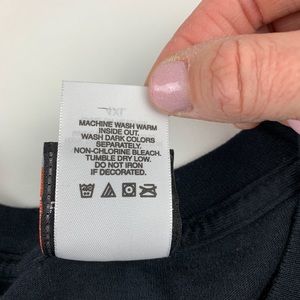 MACHINE WASH WARM
INSIDE OUT.
WASH DARK COLORS
SEPARATELY.
NON-CHLORINE BLEACH.
TUMBLE DRY LOW.
DO NOT IRON
IF DECORATED.